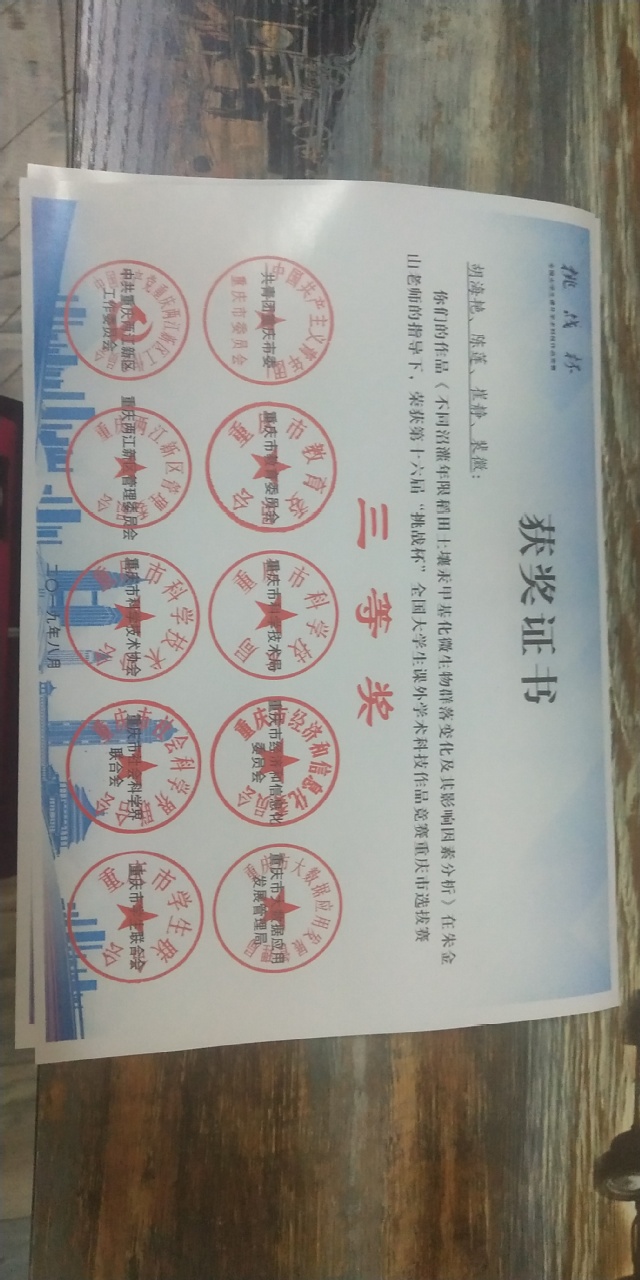 挑战杯
获奖证书
胡海艳、陈莲、崔静、裴薇：
你们的作品《不同沼涨年限稻田土壤汞甲基化微生物群落变化及其影响因素分析》在朱金
山老师的指导下，荣获第十六届“挑战杯”全国大学生课外学术科技作品竞赛重庆市选拔赛
三等奖
共青团重庆市委 重庆市教育委员会 重庆市科学技术局 重庆市经济和信息化 重庆市大数据应用
委员会 发展管理局
中共重庆两江新区 重庆两江新区管理委员会 重庆市科学技术协会 重庆市社会科学界 重庆市学生联合会
工作委员会 联合会
二〇一九年八月